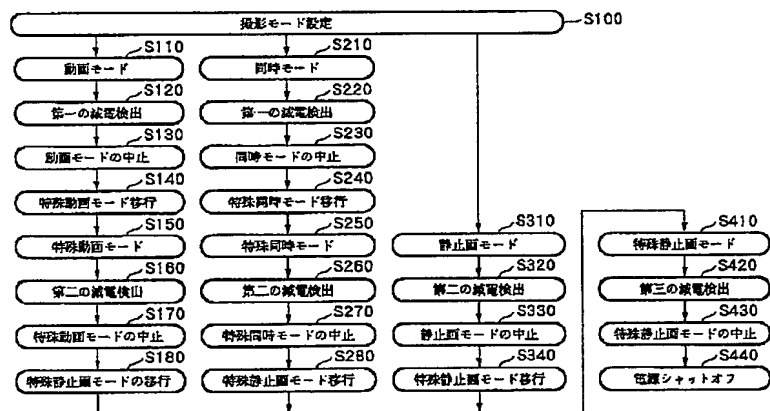 撮影モード設定
S100
S110
動画モード
S120
第一の減電検出
S130
動画モードの中止
S140
特殊動画モード移行
S150
特殊動画モード
S160
第二の減電検出
S170
特殊動画モードの中止
S180
特殊静止画モードの移行
S210
同時モード
S220
第一の減電検出
S230
同時モードの中止
S240
特殊同時モード移行
S250
特殊同時モード
S260
第二の減電検出
S270
特殊同時モードの中止
S280
特殊静止画モード移行
S310
静止画モード
S320
第二の減電検出
S330
静止画モードの中止
S340
特殊静止画モード移行
S410
特殊静止画モード
S420
第三の減電検出
S430
特殊静止画モードの中止
S440
電源シャットオフ